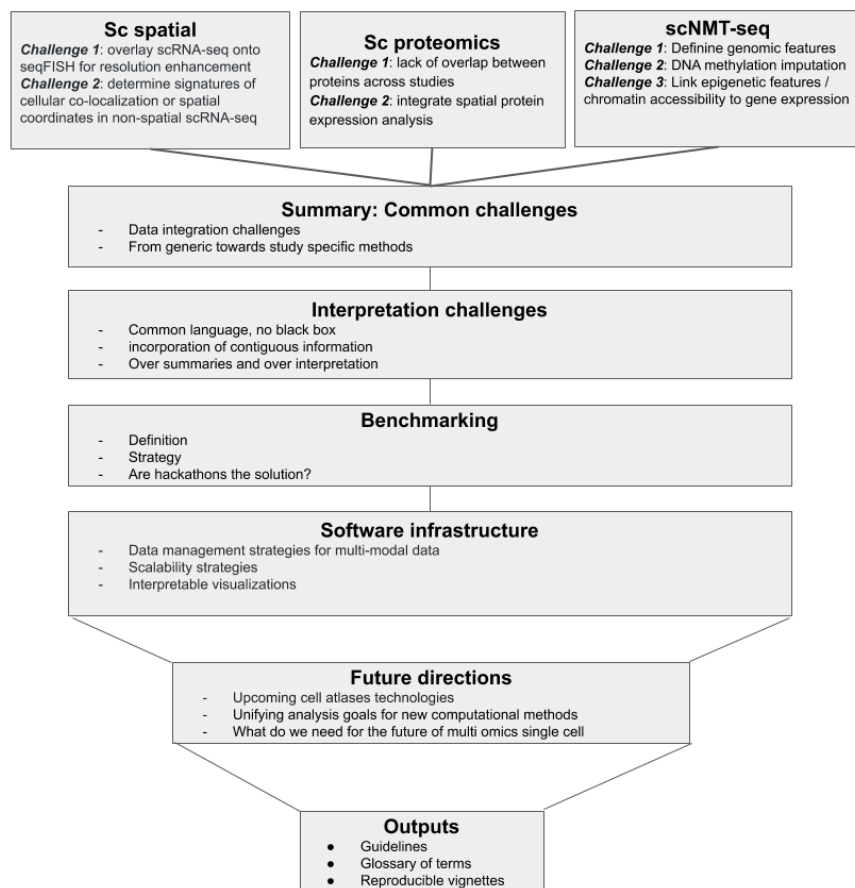 Sc spatial
Challenge 1: overlay scRNA-seq onto
seqFISH for resolution enhancement
Challenge 2: determine signatures of
cellular co-localization or spatial
coordinates in non-spatial scRNA-seq
Sc proteomics
Challenge 1: lack of overlap between
proteins across studies
Challenge 2: integrate spatial protein
expression analysis
scNMT-seq
Challenge 1: Definine genomic features
Challenge 2: DNA methylation imputation
Challenge 3: Link epigenetic features /
chromatin accessibility to gene expression
Summary: Common challenges
- Data integration challenges
- From generic towards study specific methods
Interpretation challenges
- Common language, no black box
- incorporation of contiguous information
- Over summaries and over interpretation
Benchmarking
- Definition
- Strategy
- Are hackathons the solution?
Software infrastructure
- Data management strategies for multi-modal data
- Scalability strategies
- Interpretable visualizations
Future directions
- Upcoming cell atlases technologies
- Unifying analysis goals for new computational methods
- What do we need for the future of multi omics single cell
Outputs
● Guidelines
● Glossary of terms
● Reproducible vignettes